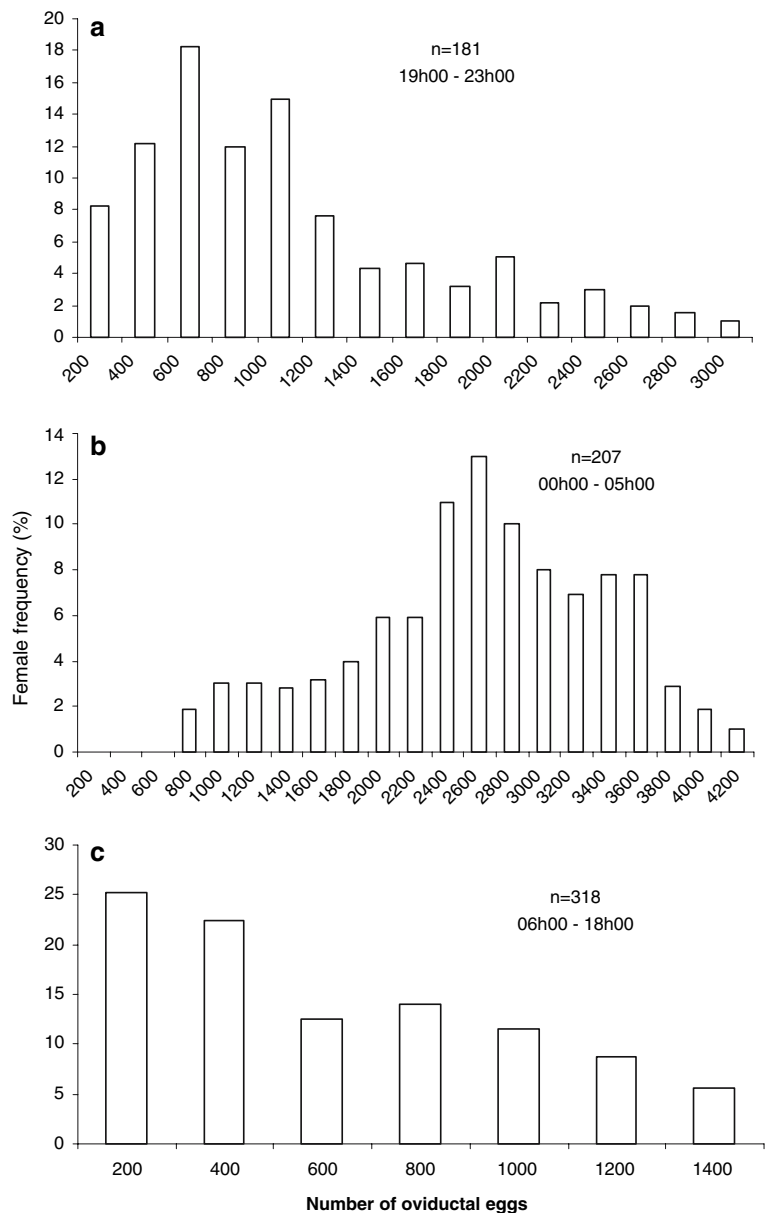 a
n=181
19h00 - 23h00
20
18
16
14
12
10
8
6
4
2
0
200 400 600 800 1000 1200 1400 1600 1800 2000 2200 2400 2600 2800 3000
b
n=207
00h00 - 05h00
14
12
10
8
6
4
2
0
Female frequency (%)
200 400 600 800 1000 1200 1400 1600 1800 2000 2200 2400 2600 2800 3000 3200 3400 3600 3800 4000 4200
c
n=318
06h00 - 18h00
30
25
20
15
10
5
0
200 400 600 800 1000 1200 1400
Number of oviductal eggs